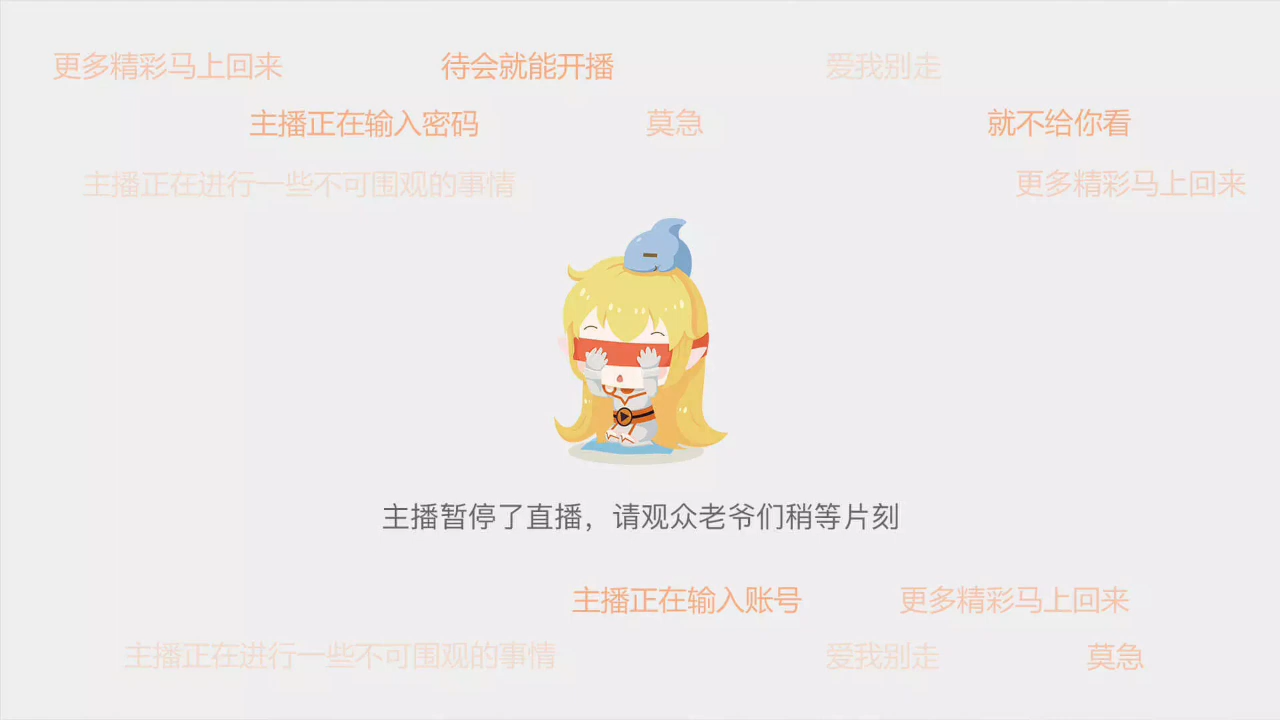 更多精彩马上回来
待会就能开播
爱我别走
主播正在输入密码
莫急
就不给你看
主播正在进行一些不可围观的事情
更多精彩马上回来
主播暂停了直播，请观众老爷们稍等片刻
主播正在输入账号
更多精彩马上回来
主播正在进行一些不可围观的事情
爱我别走
莫急